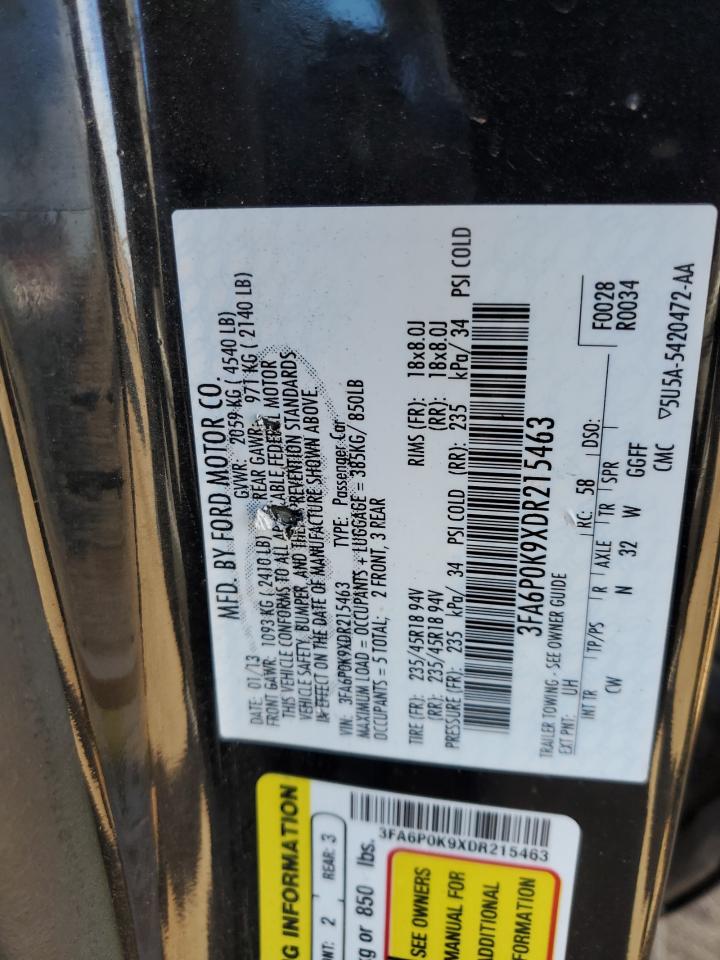 MFD. BY FORD MOTOR CO.
DATE: 01/13 GVWR: 2059 KG ( 4540 LB)
FRONT GAWR: 1093 KG ( 2410 LB) REAR GAWR: 971 KG ( 2140 LB)
THIS VEHICLE CONFORMS TO ALL FEDERAL MOTOR
VEHICLE SAFETY, BUMPER, AND STANDARDS
IN EFFECT ON THE DATE OF MANUFACTURE SHOWN ABOVE.
VIN: 3FA6P0K9XDR215463 TYPE: Passenger Car
MAXIMUM LOAD = OCCUPANTS + LUGGAGE = 385KG/ 850LB
OCCUPANTS = 5 TOTAL; 2 FRONT, 3 REAR
TIRE (FR): 235/45R18 94V RIMS (FR): 18x8.0J
(RR): 235/45R18 94V (RR): 18x8.0J
PRESSURE (FR): 235 kPa/ 34 PSI COLD (RR): 235 kPa/ 34 PSI COLD
3FA6P0K9XDR215463
TRAILER TOWING - SEE OWNER GUIDE
EXT PNT: UH RC: 58 DSO: F0028
R0034
INT TR TP/PS R AXLE TR SPR
CW N 32 W GGFF
CMC ▽5U5A-5420472-AA
G INFORMATION
NT: 2 REAR: 3
kg or 850 lbs.
3FA6P0K9XDR215463
SEE OWNERS
MANUAL FOR
ADDITIONAL
FORMATION